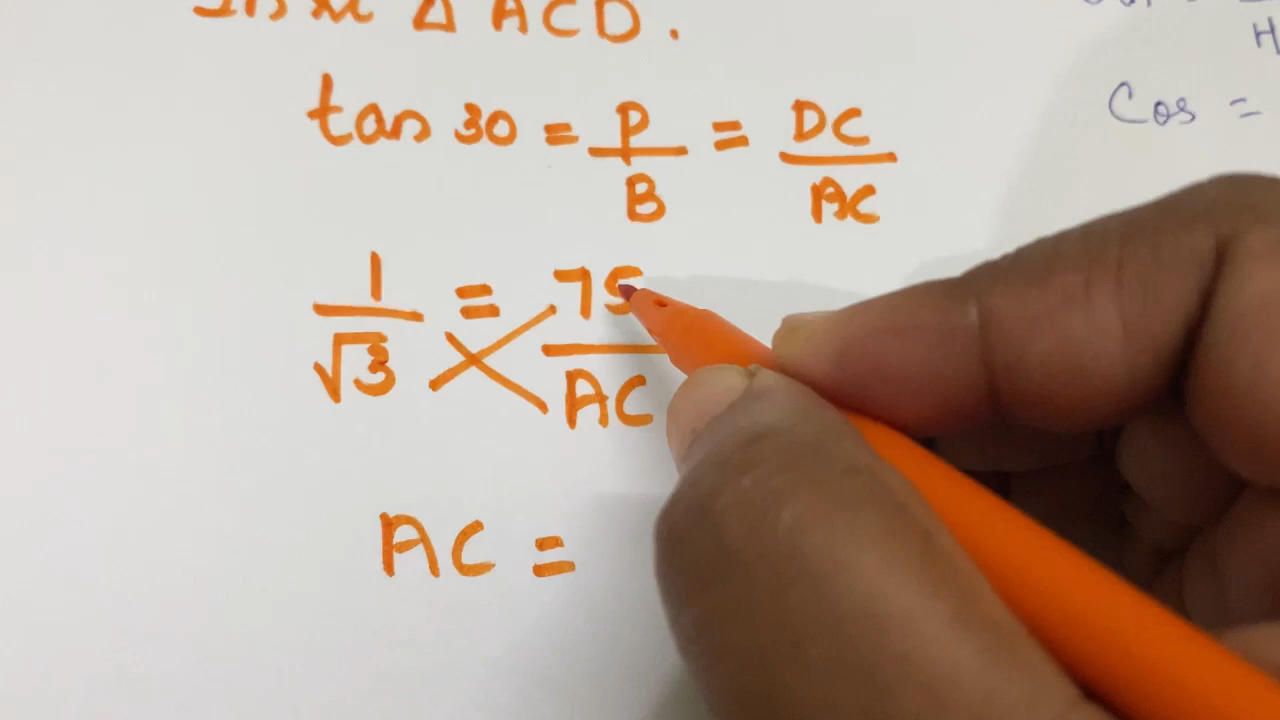 Δ ACD.
tan 30 = P/B = DC/AC
1/√3 = 75/AC
AC =
Cos =